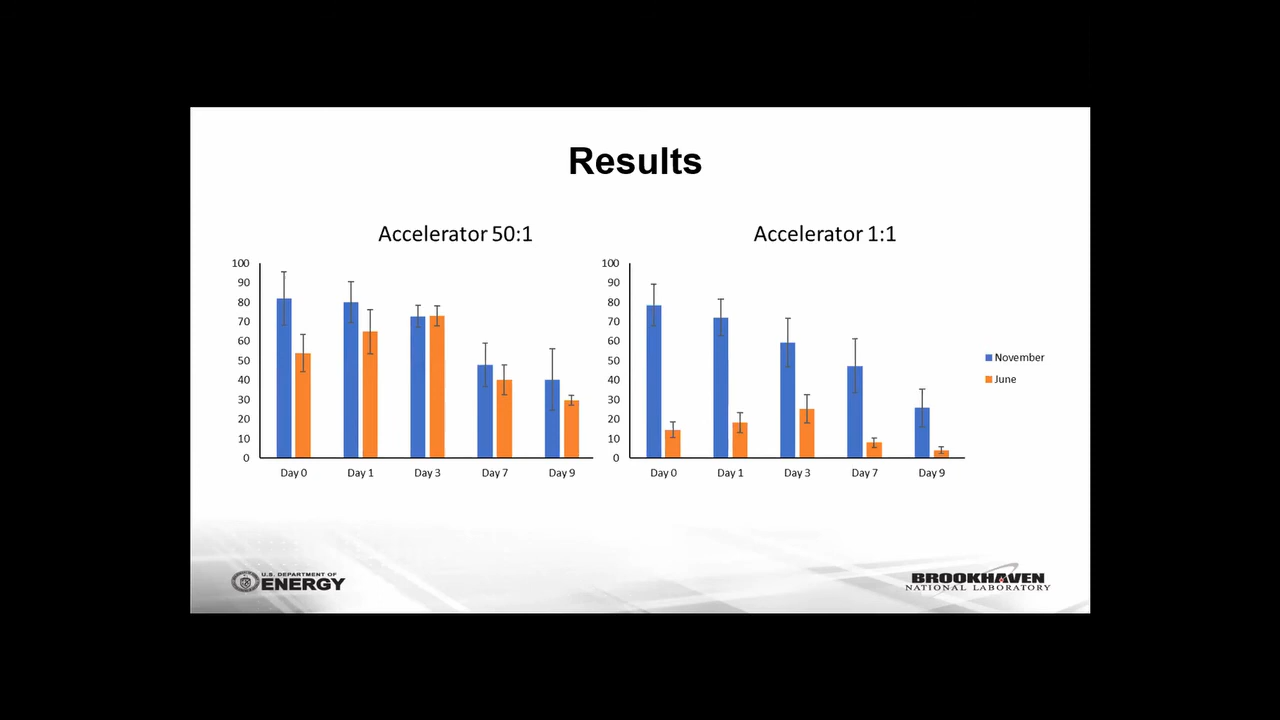 Results
Accelerator 50:1
100
90
80
70
60
50
40
30
20
10
0
Day 0 Day 1 Day 3 Day 7 Day 9
Accelerator 1:1
100
90
80
70
60
50
40
30
20
10
0
Day 0 Day 1 Day 3 Day 7 Day 9
November
June
U.S. DEPARTMENT OF
ENERGY
BROOKHAVEN
NATIONAL LABORATORY